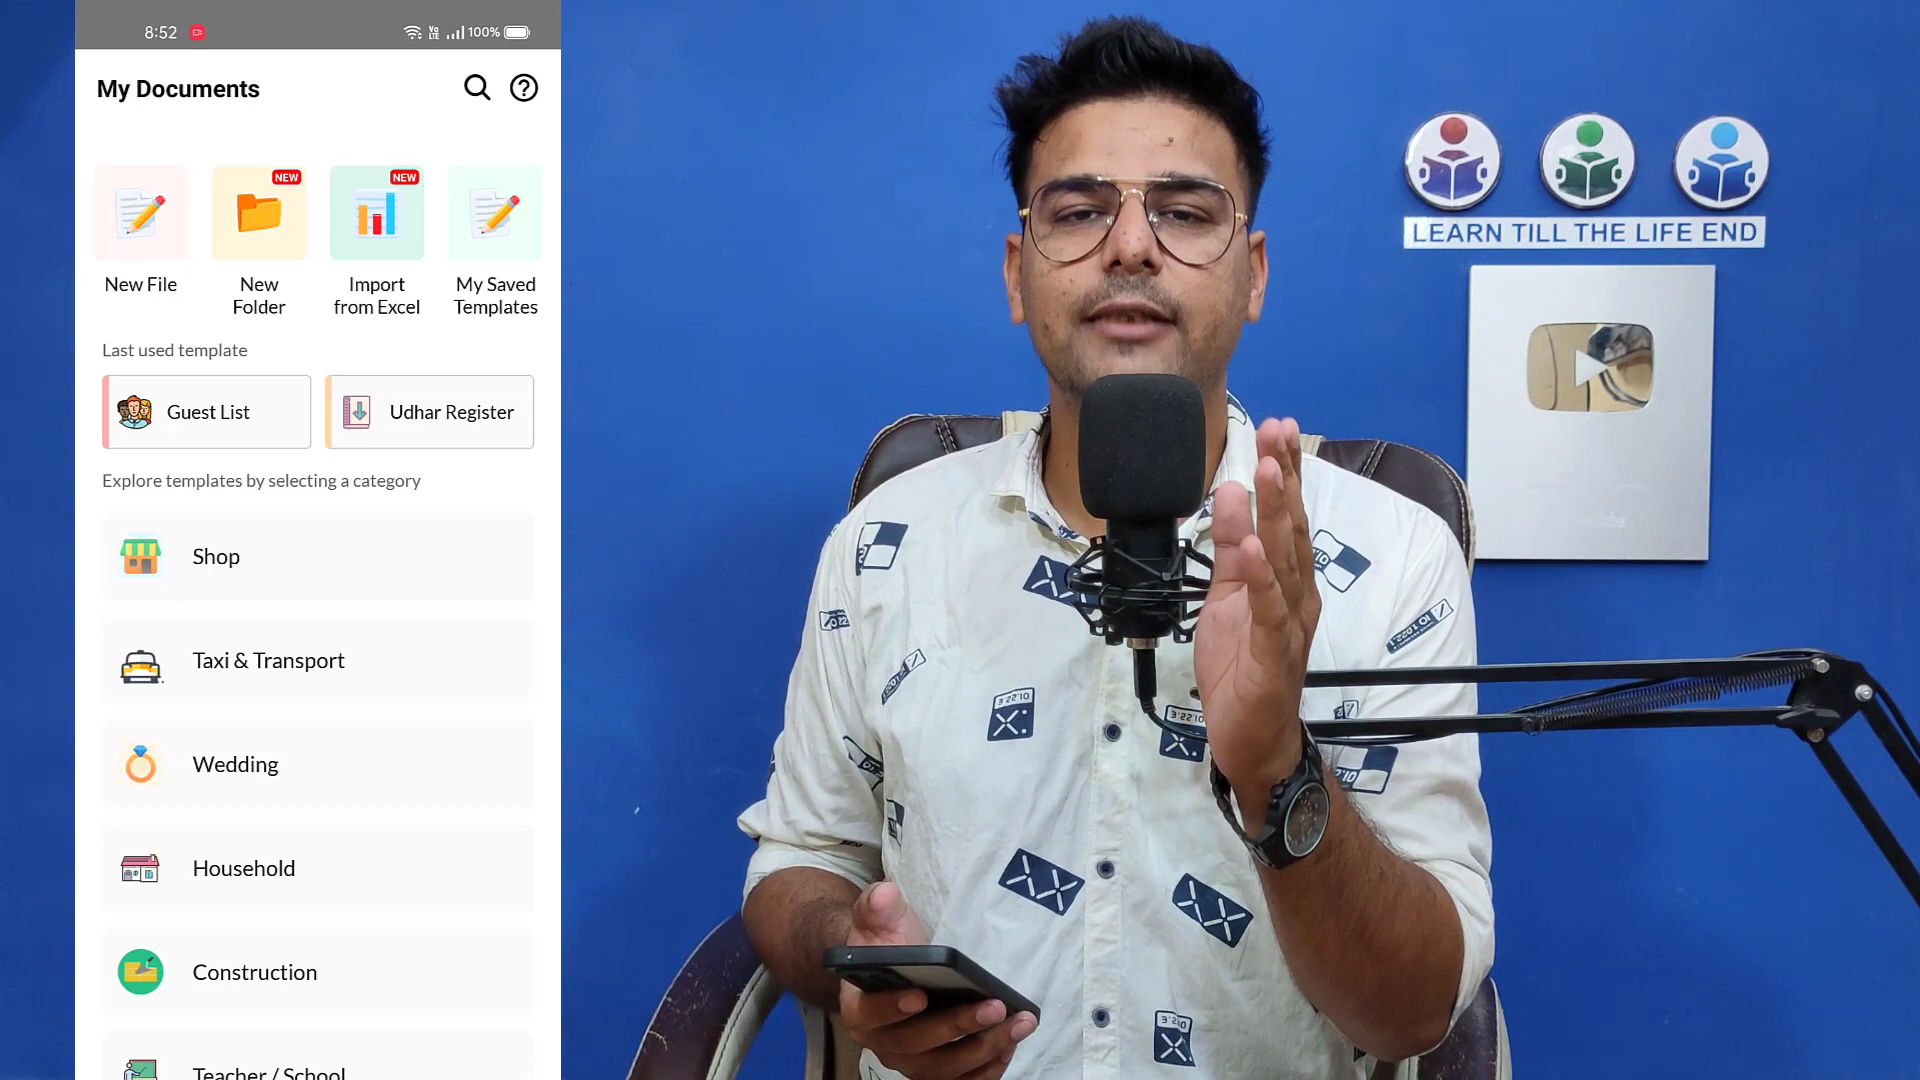 8:52
Vo
LTE
100%
My Documents
NEW
NEW
New File
New
Folder
Import
from Excel
My Saved
Templates
Last used template
Guest List
Udhar Register
Explore templates by selecting a category
Shop
Taxi & Transport
Wedding
Household
Construction
Teacher / School
LEARN TILL THE LIFE END